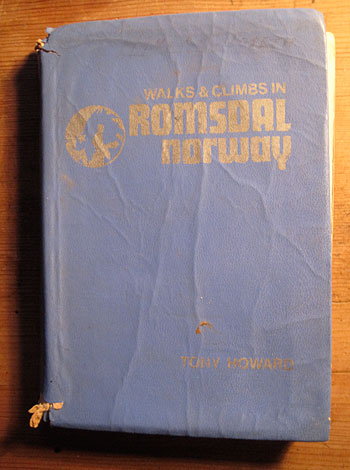 WALKS & CLIMBS IN
ROMSDAL
norway
TONY HOWARD